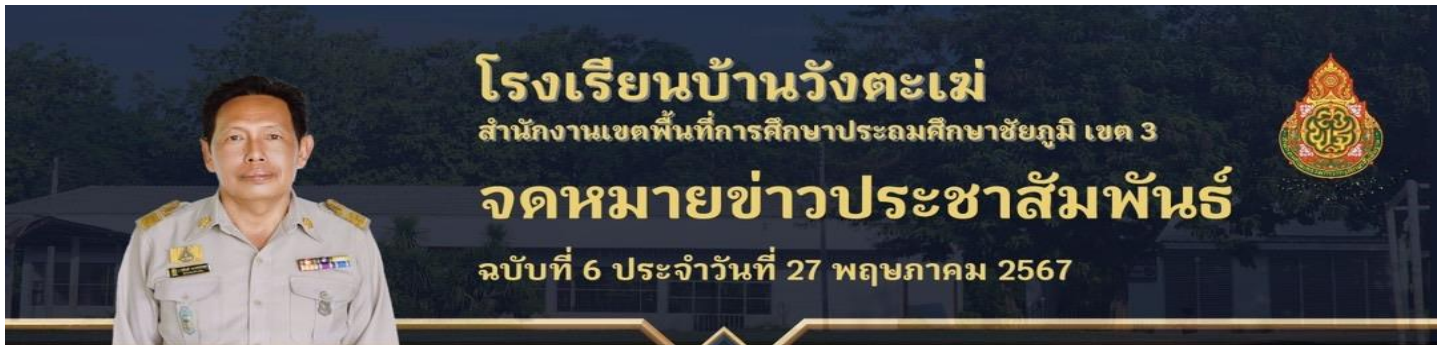 โรงเรียนบ้านวังตะเฆ่
สำนักงานเขตพื้นที่การศึกษาประถมศึกษาชัยภูมิ เขต 3
จดหมายข่าวประชาสัมพันธ์
ฉบับที่ 6 ประจำวันที่ 27 พฤษภาคม 2567